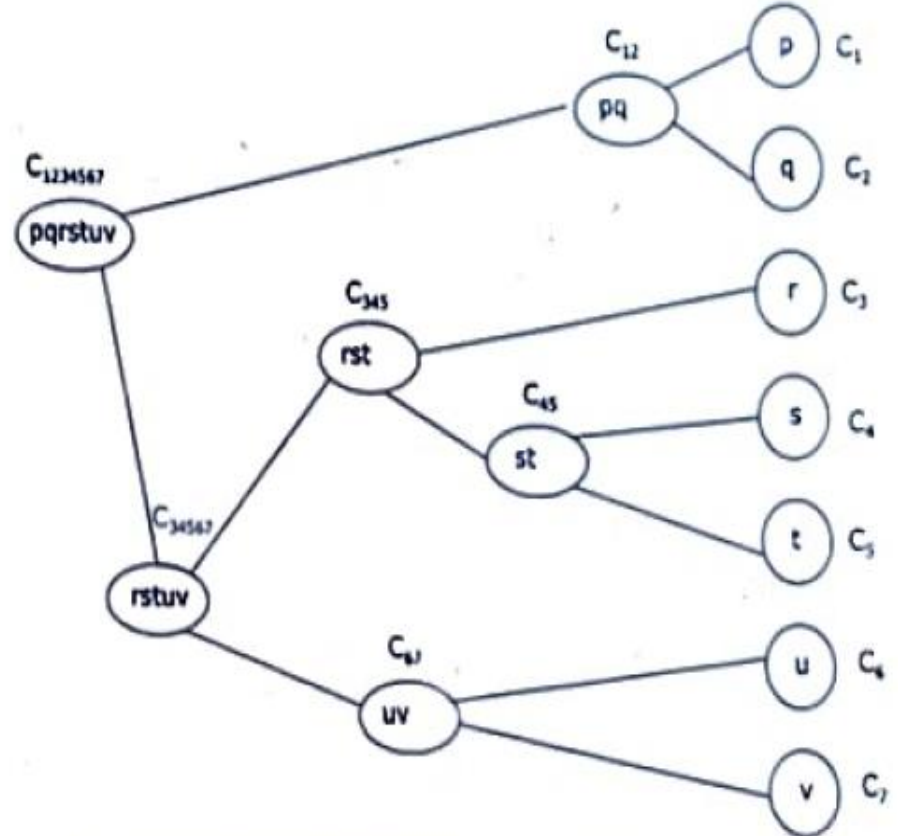 C₁₂
p C₁
pq
q C₂
C₁₂₃₄₅₆₇
pqrstuv
C₃₄₅
r C₃
rst
C₄₅
s C₄
st
C₃₄₅₆₇
t C₅
rstuv
C₆₇
u C₆
uv
v C₇